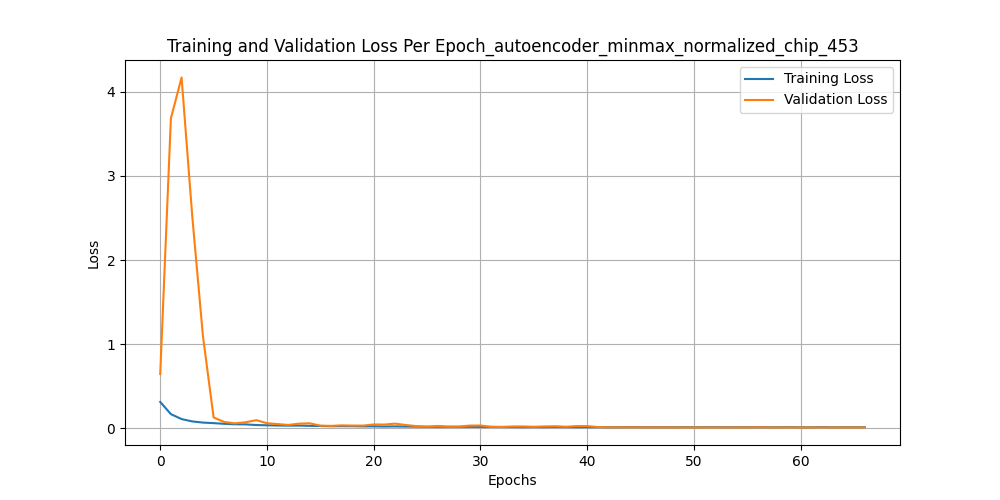 Training and Validation Loss Per Epoch_autoencoder_minmax_normalized_chip_453
Training Loss
Validation Loss
Loss
4
3
2
1
0
0 10 20 30 40 50 60
Epochs